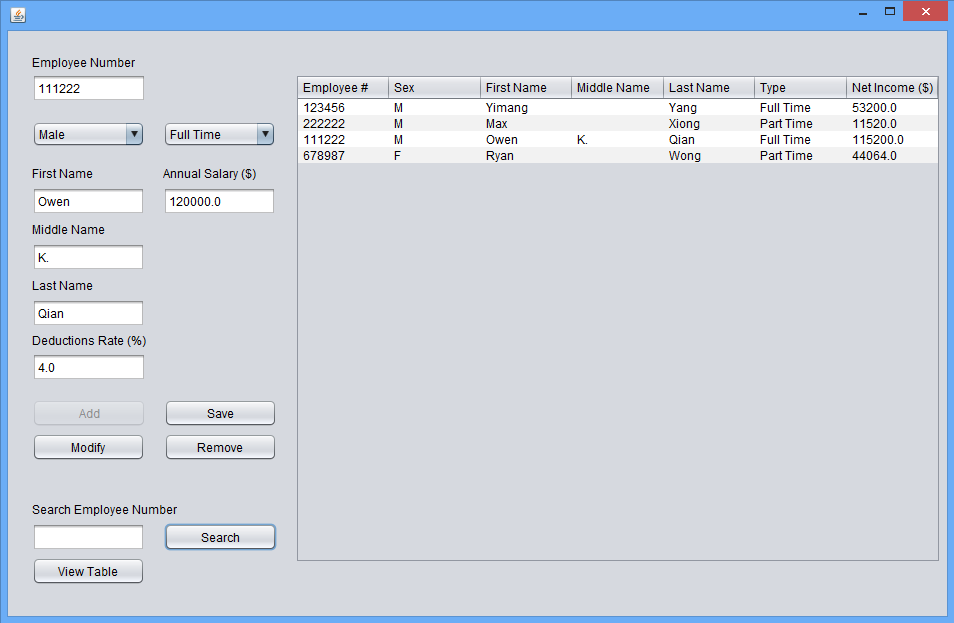 Employee Number
111222
Male Full Time
First Name Annual Salary ($)
Owen 120000.0
Middle Name
K.
Last Name
Qian
Deductions Rate (%)
4.0
Add Save
Modify Remove
Search Employee Number
Search
View Table
Employee # Sex First Name Middle Name Last Name Type Net Income ($)
123456 M Yimang Yang Full Time 53200.0
222222 M Max Xiong Part Time 11520.0
111222 M Owen K. Qian Full Time 115200.0
678987 F Ryan Wong Part Time 44064.0